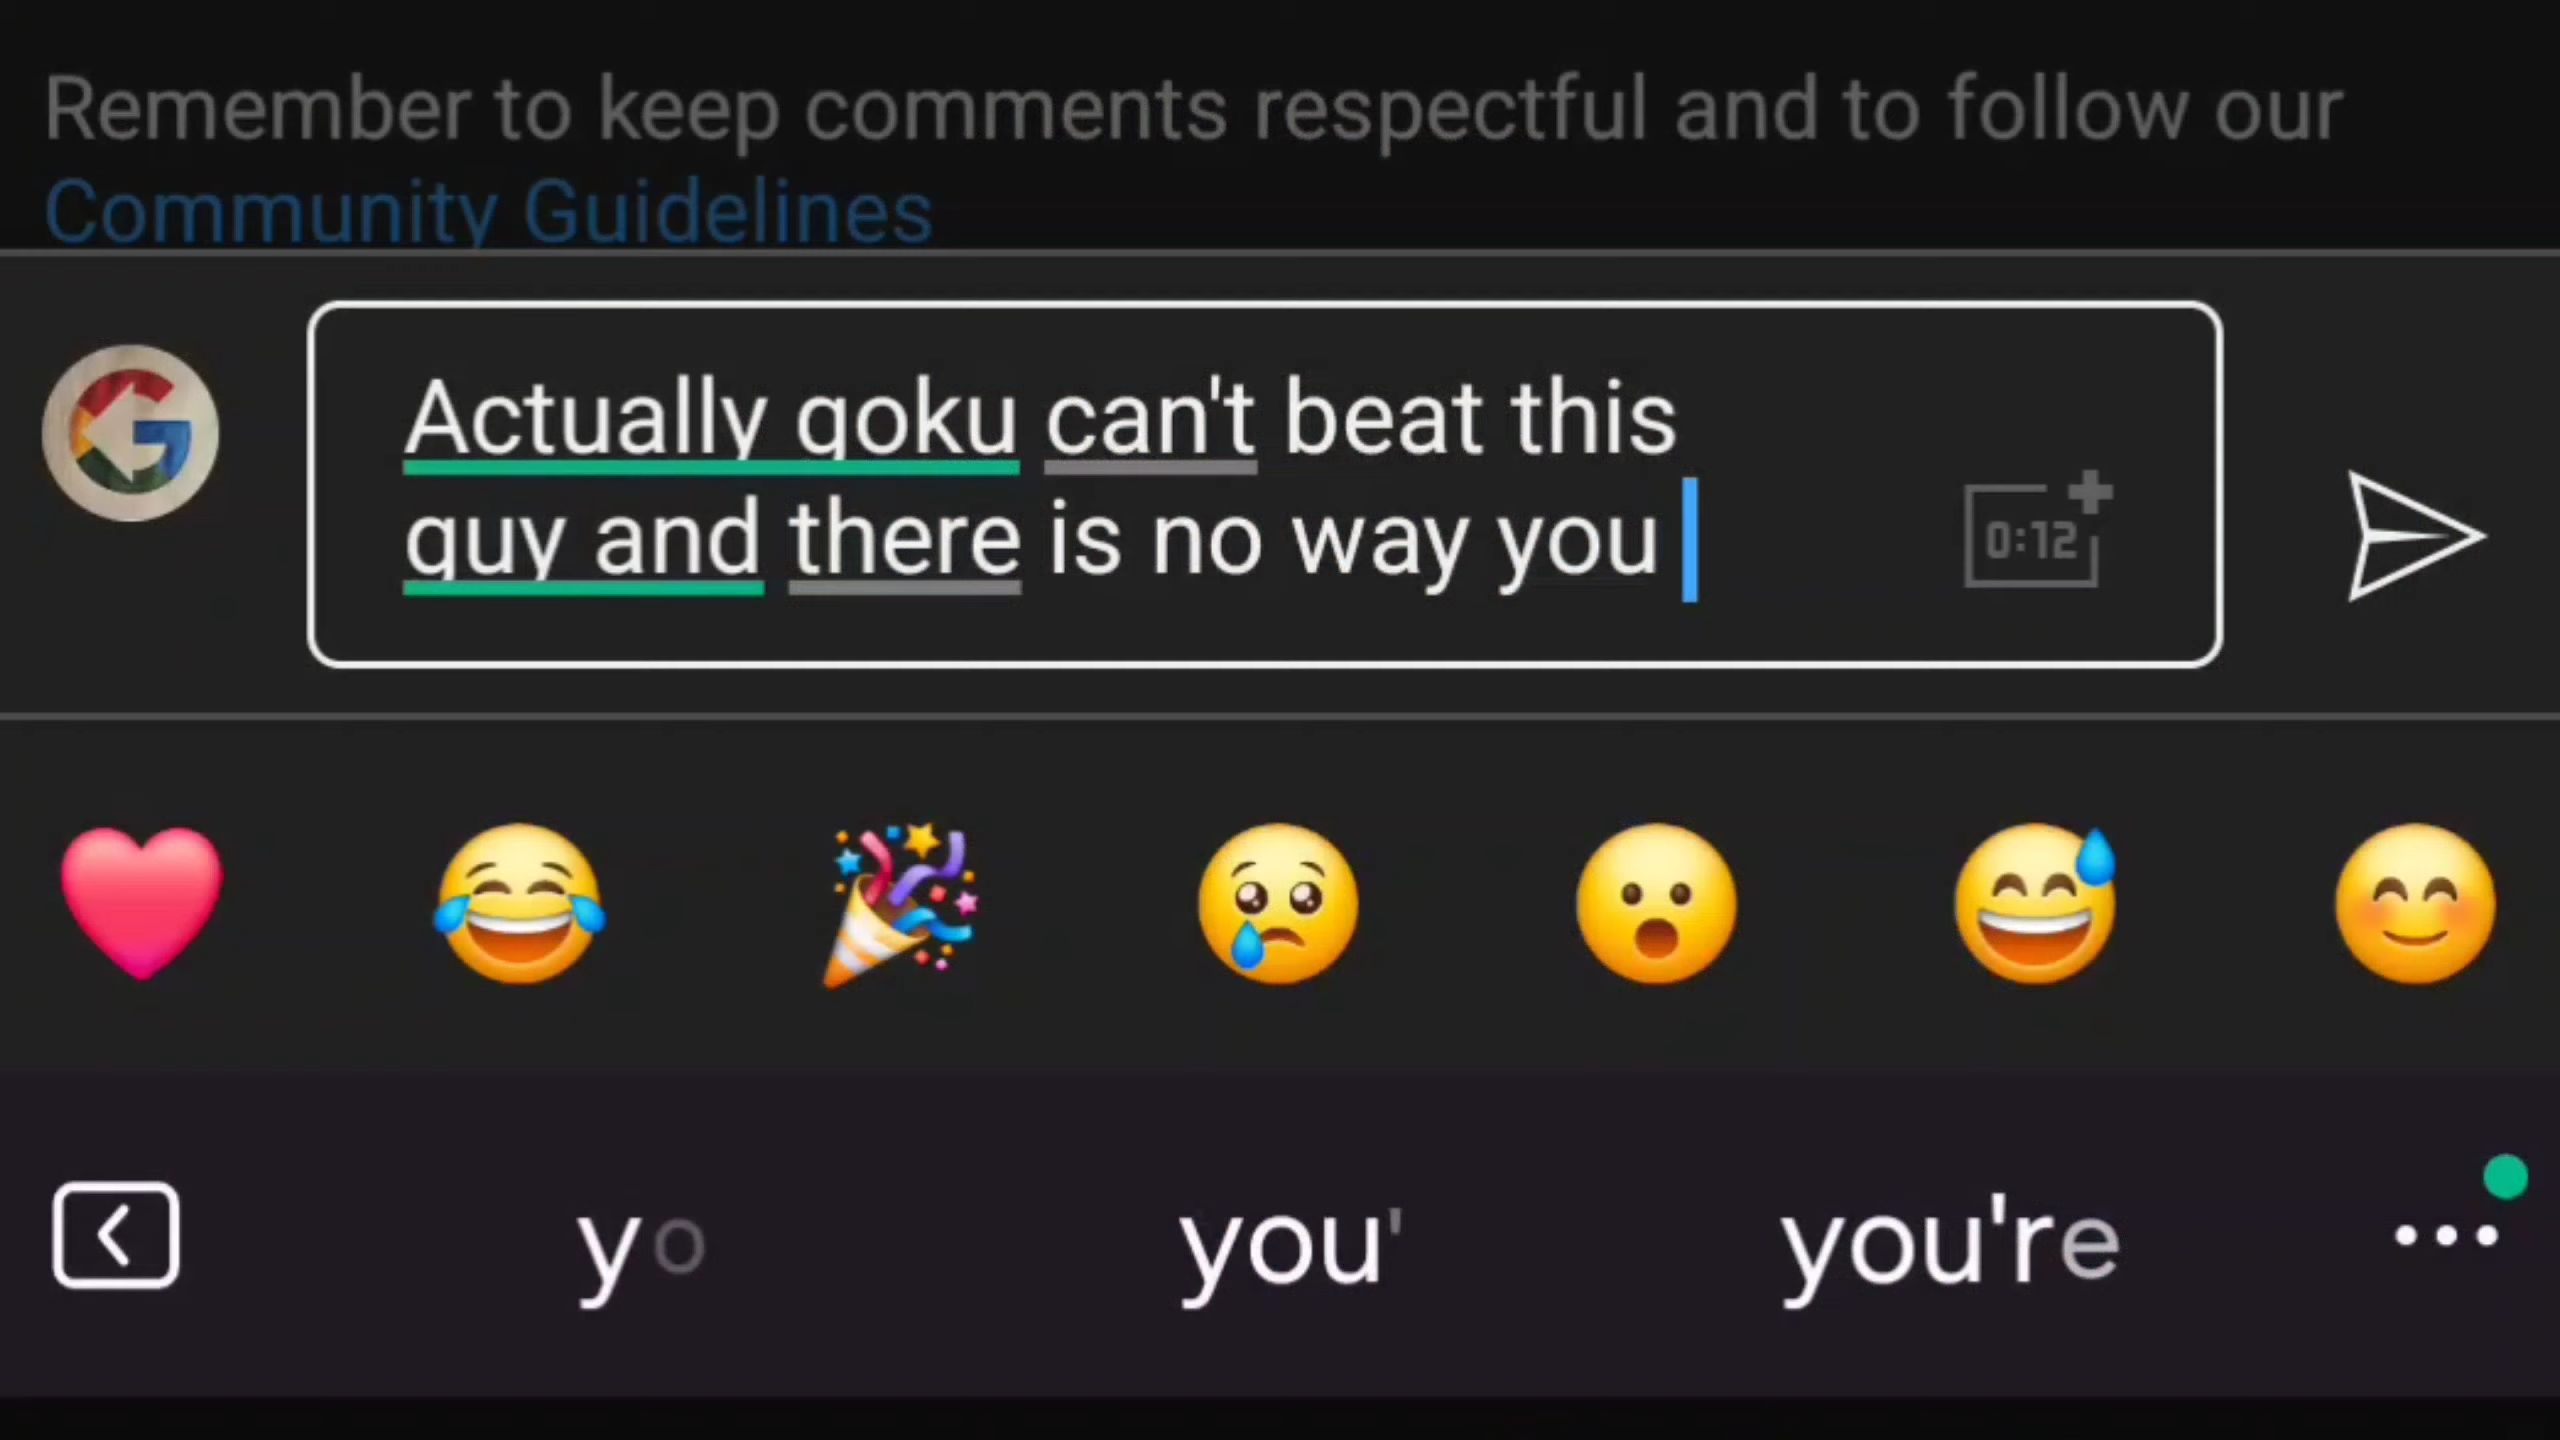 Remember to keep comments respectful and to follow our
Community Guidelines
Actually goku can't beat this
guy and there is no way you
0:12
yo
you'
you're